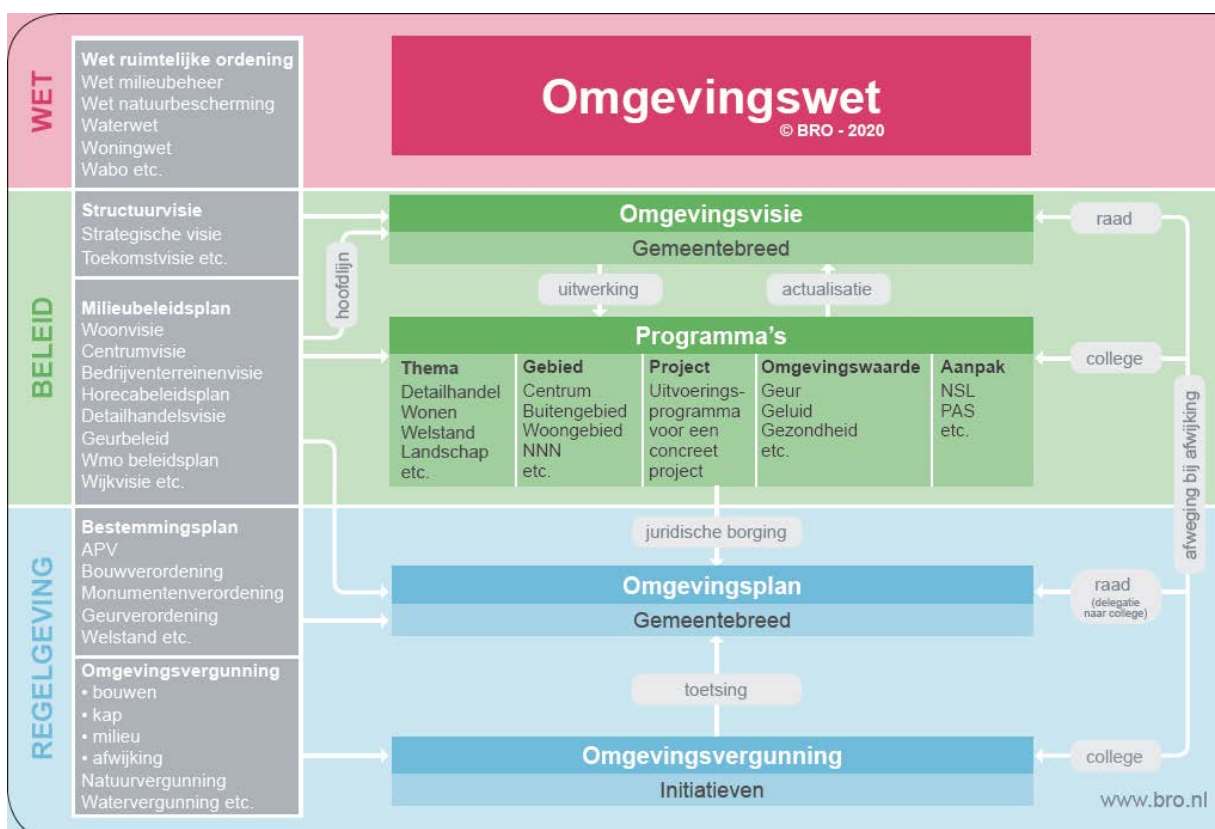 WET
Wet ruimtelijke ordening
Wet milieubeheer
Wet natuurbescherming
Waterwet
Woningwet
Wabo etc.
Omgevingswet
© BRO - 2020
BELEID
Structuurvisie
Strategische visie
Toekomstvisie etc.
Milieubeleidsplan
Woonvisie
Centrumvisie
Bedrijventerreinenvisie
Horecabeleidsplan
Detailhandelsvisie
Geurbeleid
Wmo beleidsplan
Wijkvisie etc.
hoofdlijn
Omgevingsvisie
Gemeentebreed
uitwerking
actualisatie
Programma's
Thema
Detailhandel
Wonen
Welstand
Landschap
etc.
Gebied
Centrum
Buitengebied
Woongebied
NNN
etc.
Project
Uitvoerings-
programma
voor een
concreet
project
Omgevingswaarde
Geur
Geluid
Gezondheid
etc.
Aanpak
NSL
PAS
etc.
raad
college
afweging bij afwijking
REGELGEVING
Bestemmingsplan
APV
Bouwverordening
Monumentenverordening
Geurverordening
Welstand etc.
Omgevingsvergunning
• bouwen
• kap
• milieu
• afwijking
Natuurvergunning
Watervergunning etc.
juridische borging
Omgevingsplan
Gemeentebreed
toetsing
Omgevingsvergunning
Initiatieven
raad
(delegatie
naar college)
college
www.bro.nl